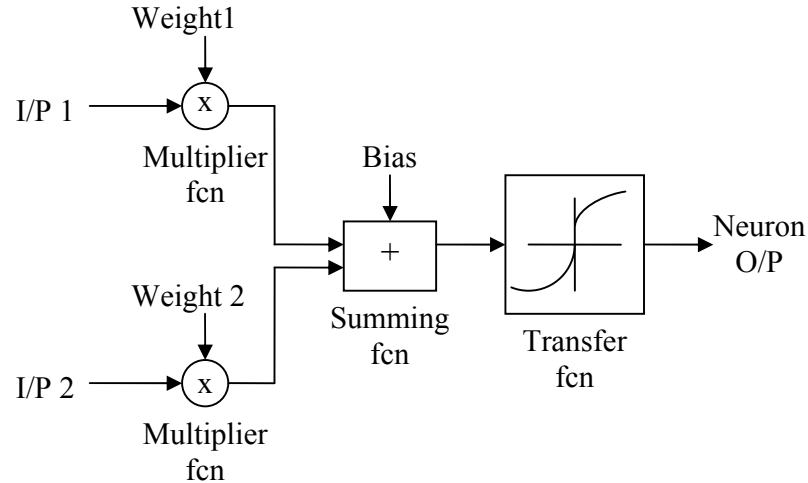 Weight1
I/P 1
x
Multiplier
fcn
Bias
+
Summing
fcn
Transfer
fcn
Neuron
O/P
Weight 2
I/P 2
x
Multiplier
fcn